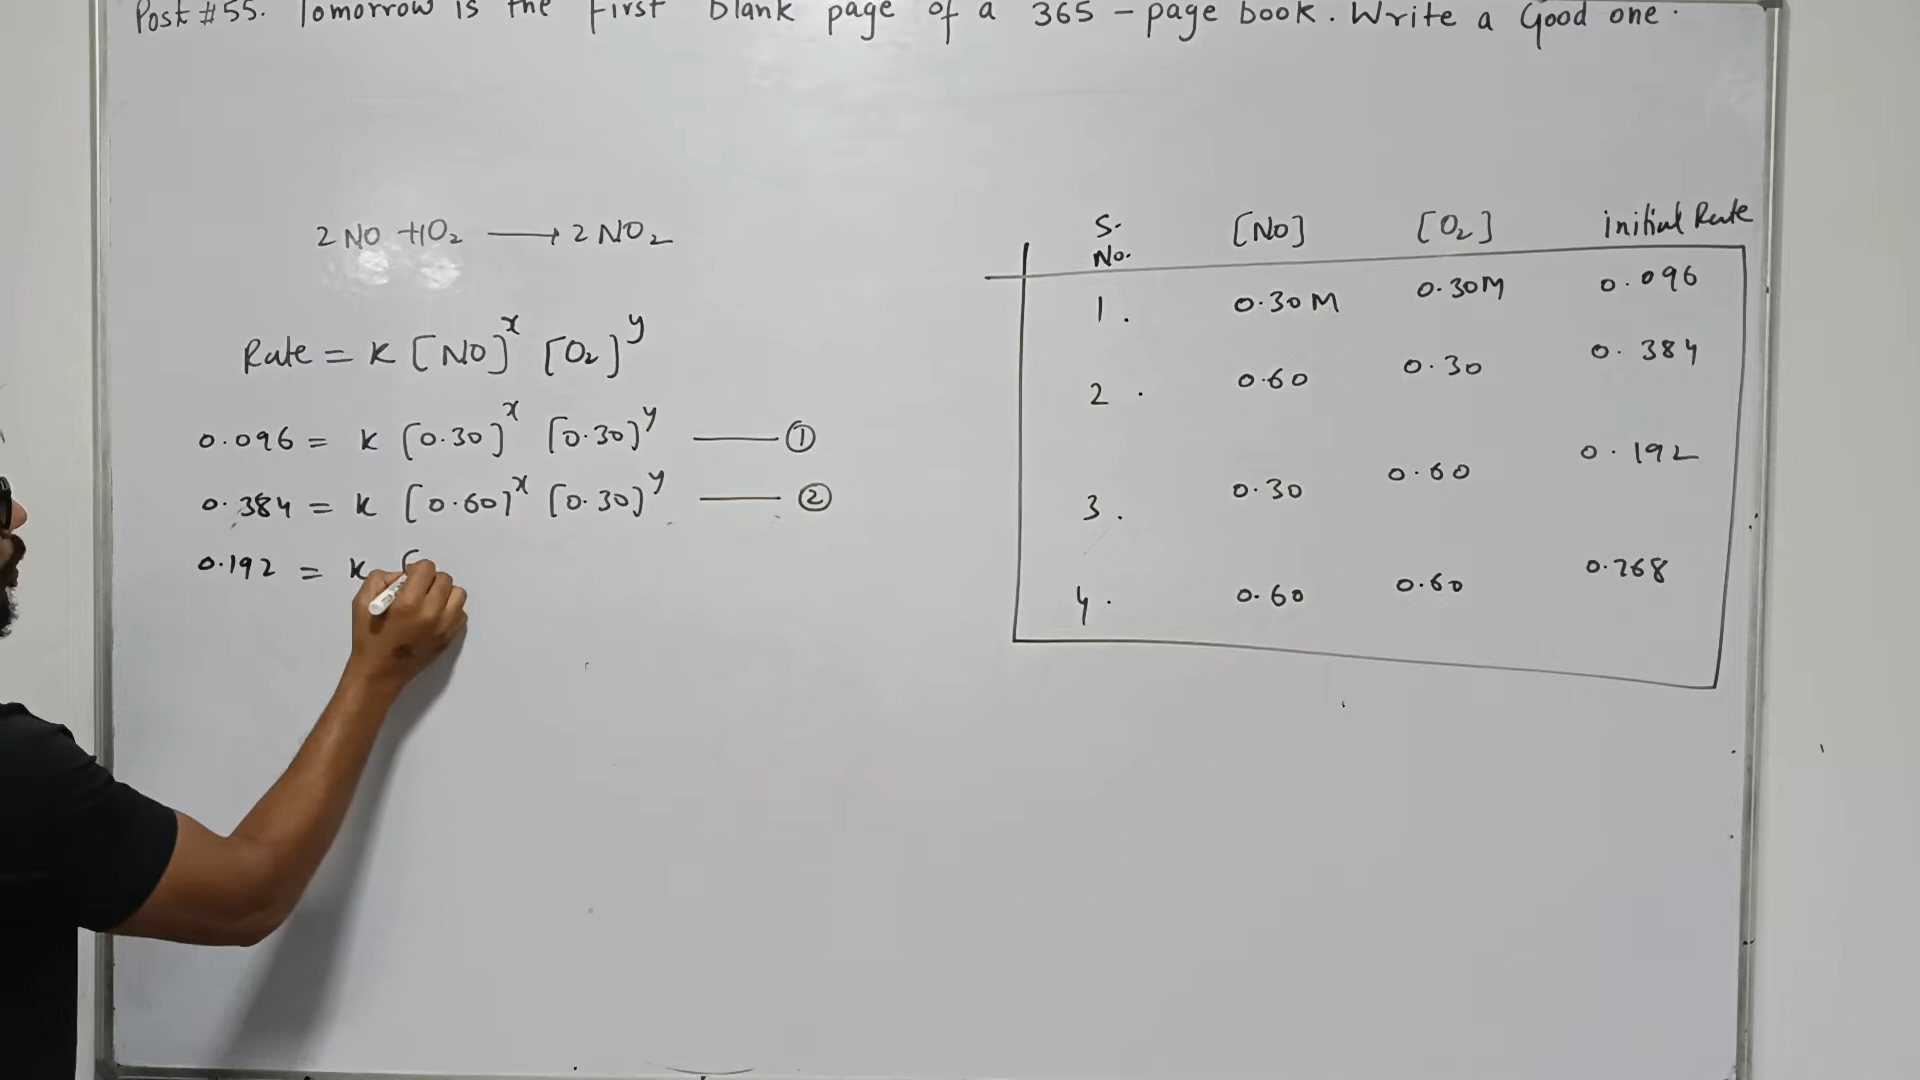 Post #55. Tomorrow is the First blank page of a 365 - page book. Write a Good one.
2 NO + O₂ ⟶ 2 NO₂
Rate = K [NO]ˣ [O₂]ʸ
0.096 = K [0.30]ˣ [0.30]ʸ —— ①
0.384 = K [0.60]ˣ [0.30]ʸ —— ②
0.192 = K [
S. No. [NO] [O₂] initial Rate
1. 0.30 M 0.30M 0.096
2. 0.60 0.30 0.384
3. 0.30 0.60 0.192
4. 0.60 0.60 0.768